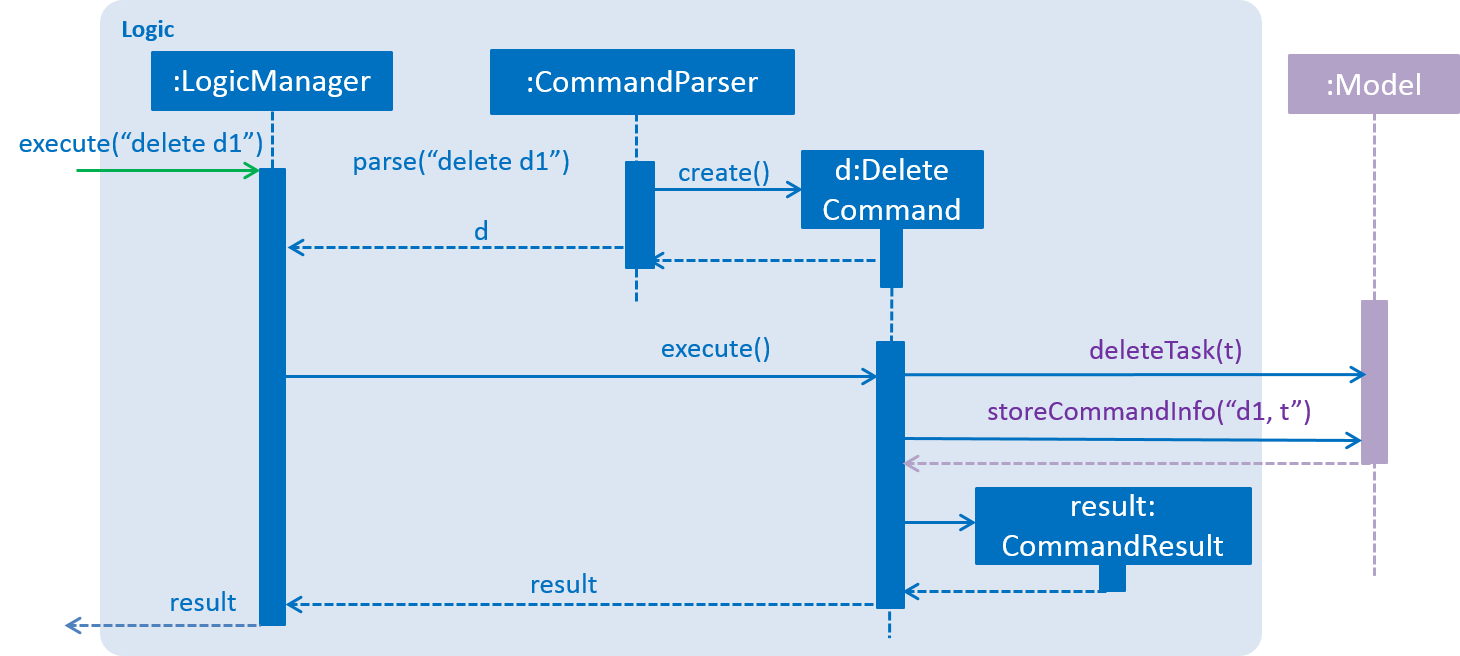 Logic
:LogicManager
:CommandParser
:Model
execute(“delete d1”)
parse(“delete d1”)
create()
d:Delete
Command
d
execute()
deleteTask(t)
storeCommandInfo(“d1, t”)
result:
CommandResult
result
result